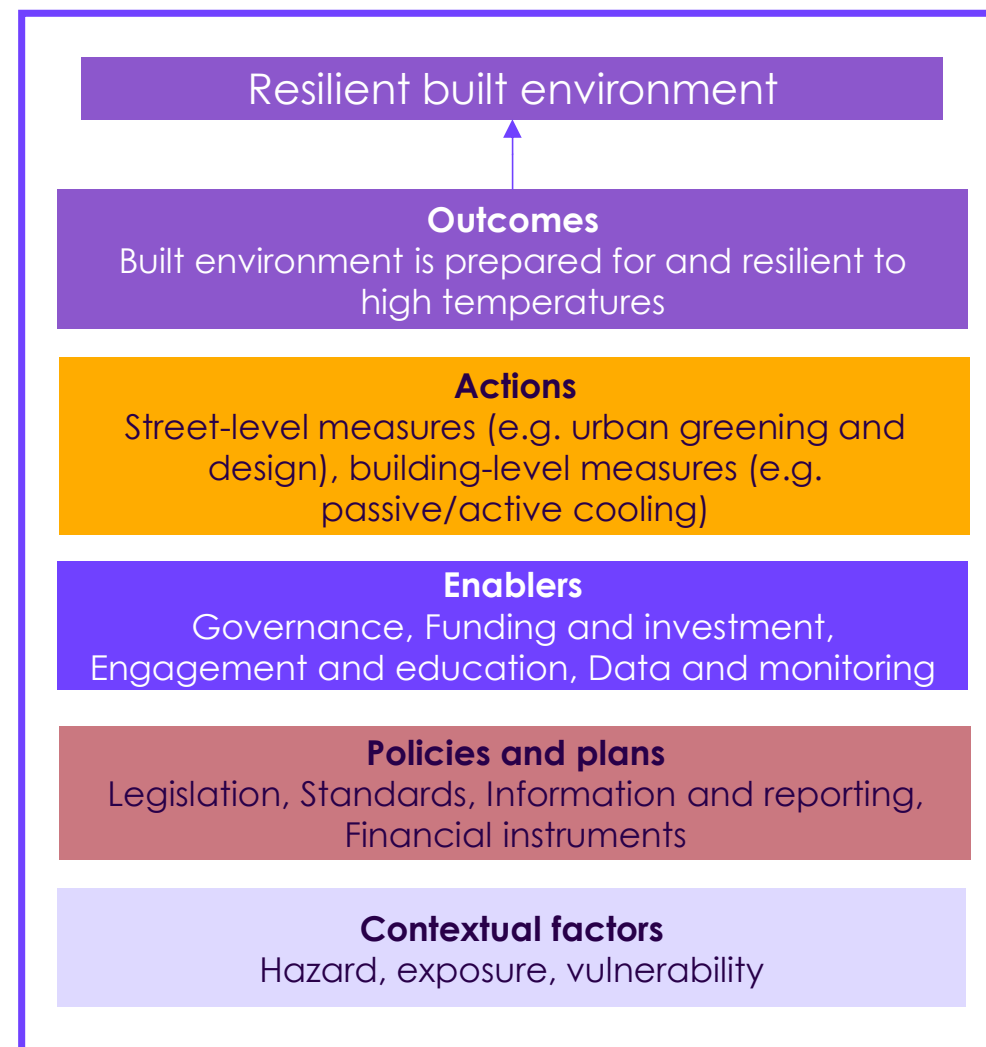 Resilient built environment
Outcomes
Built environment is prepared for and resilient to
high temperatures
Actions
Street-level measures (e.g. urban greening and
design), building-level measures (e.g.
passive/active cooling)
Enablers
Governance, Funding and investment,
Engagement and education, Data and monitoring
Policies and plans
Legislation, Standards, Information and reporting,
Financial instruments
Contextual factors
Hazard, exposure, vulnerability